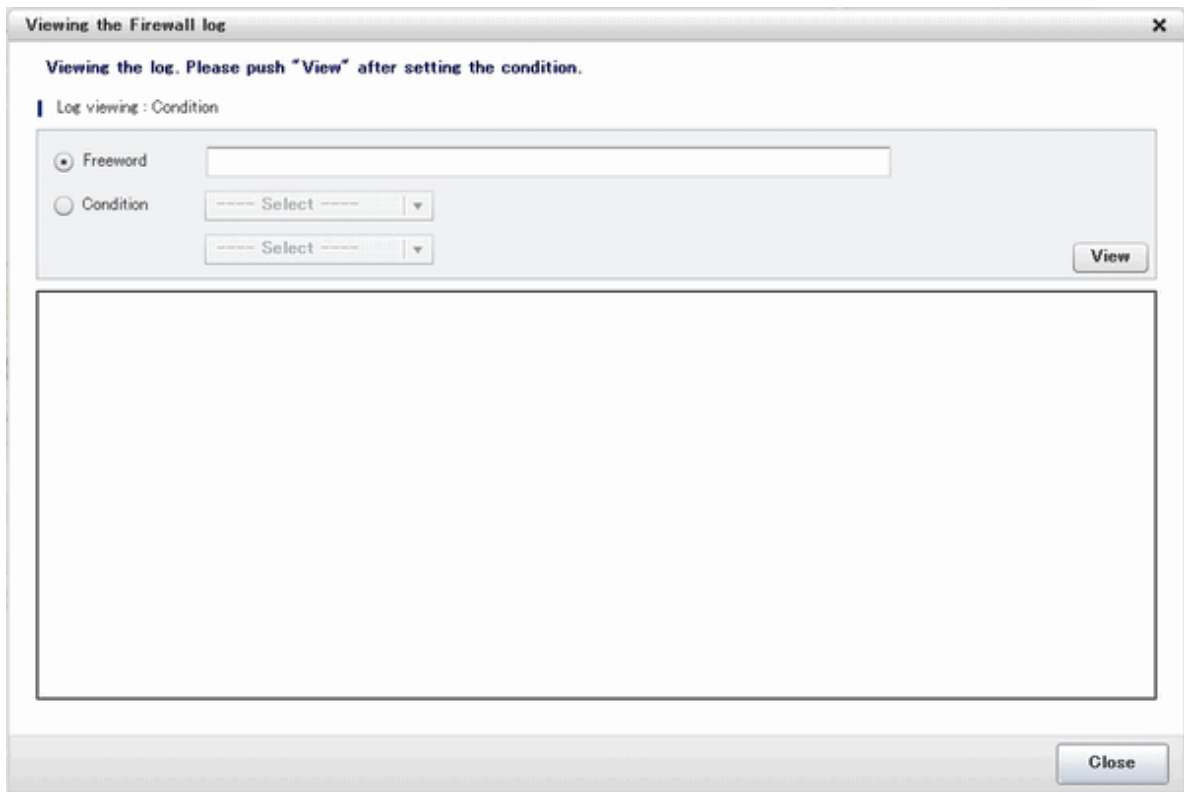 Viewing the Firewall log
Viewing the log. Please push "View" after setting the condition.
Log viewing : Condition
Freeword
Condition ---- Select ----
---- Select ----
View
Close